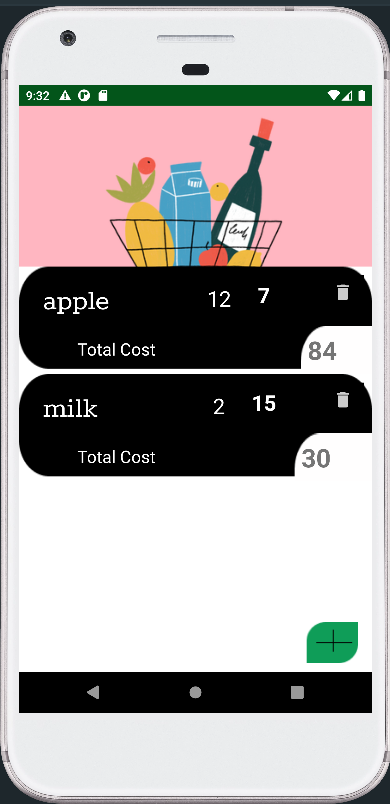 9:32
apple 12 7
Total Cost 84
milk 2 15
Total Cost 30